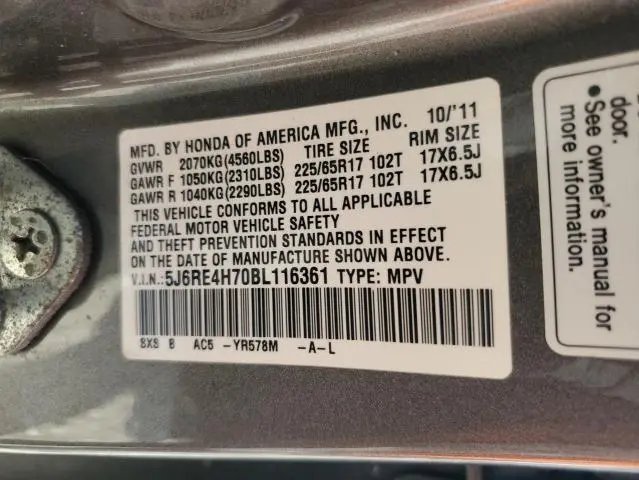 MFD. BY HONDA OF AMERICA MFG., INC. 10/'11
GVWR 2070KG(4560LBS) TIRE SIZE RIM SIZE
GAWR F 1050KG(2310LBS) 225/65R17 102T 17X6.5J
GAWR R 1040KG(2290LBS) 225/65R17 102T 17X6.5J
THIS VEHICLE CONFORMS TO ALL APPLICABLE
FEDERAL MOTOR VEHICLE SAFETY
AND THEFT PREVENTION STANDARDS IN EFFECT
ON THE DATE OF MANUFACTURE SHOWN ABOVE.
V.I.N.:5J6RE4H70BL116361 TYPE: MPV
SXS B AC5 -YR578M -A-L
door.
• See owner's manual for
more information.